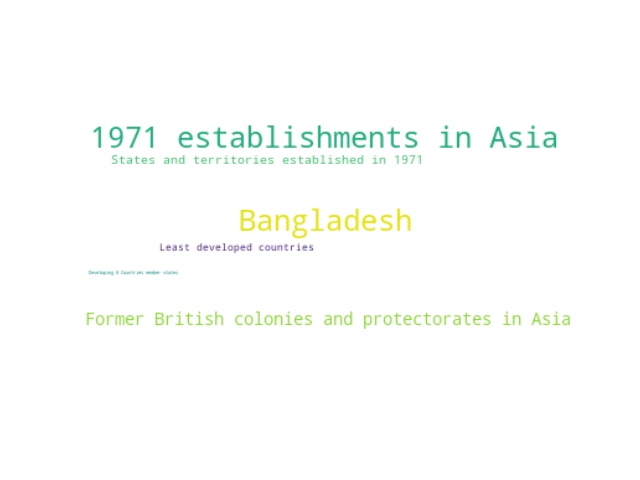 1971 establishments in Asia
States and territories established in 1971
Bangladesh
Least developed countries
Developing 8 Countries member states
Former British colonies and protectorates in Asia